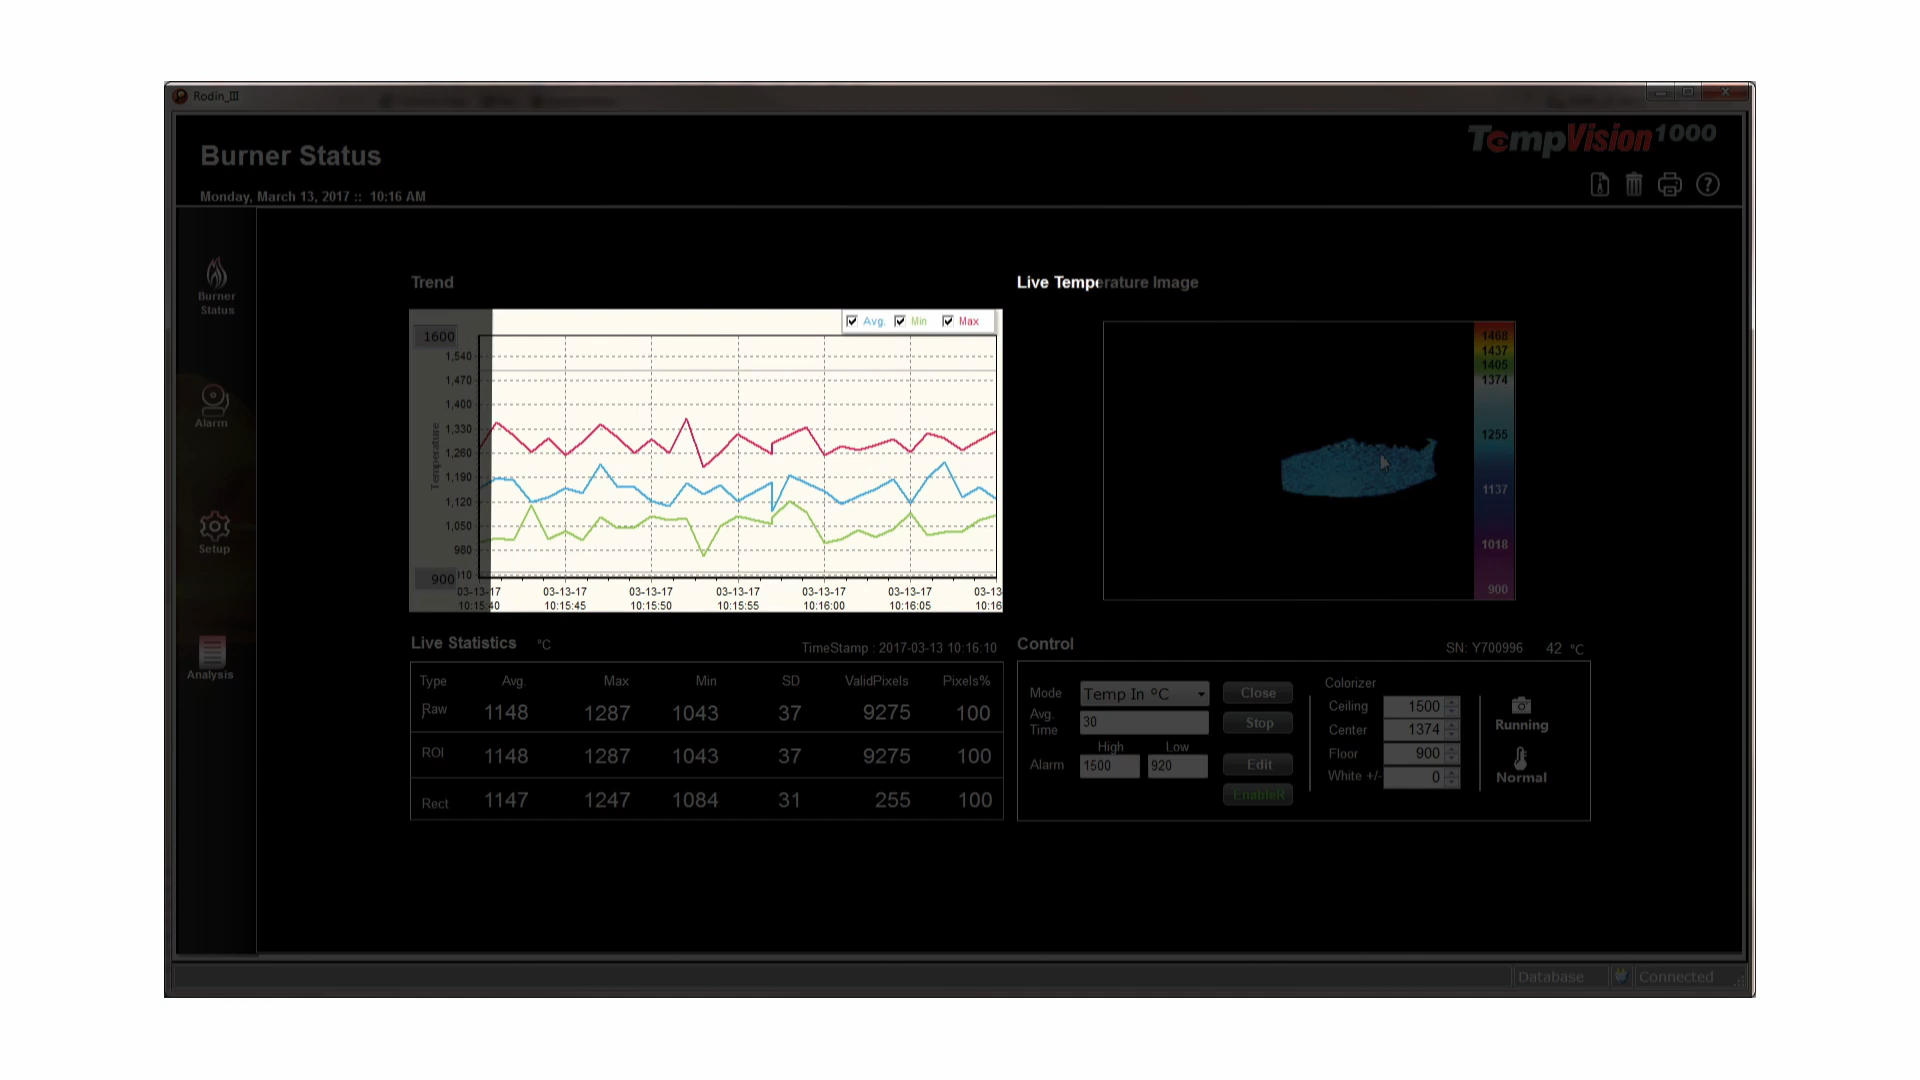 Rodin_III
TempVision 1000
Burner Status
Monday, March 13, 2017 :: 10:16 AM
Burner
Status
Alarm
Setup
Analysis
Trend
Avg. Min Max
1600
1,540
1,470
1,400
1,330
1,260
1,190
1,120
1,050
980
900
Temperature
03-13-17 03-13-17 03-13-17 03-13-17 03-13-17 03-13-17 03-13
10:15:40 10:15:45 10:15:50 10:15:55 10:16:00 10:16:05 10:16
Live Temperature Image
1468
1437
1405
1374
1255
1137
1018
900
Live Statistics °C TimeStamp : 2017-03-13 10:16:10
Type Avg. Max Min SD ValidPixels Pixels%
Raw 1148 1287 1043 37 9275 100
ROI 1148 1287 1043 37 9275 100
Rect 1147 1247 1084 31 255 100
Control SN: Y700996 42 °C
Mode Temp In °C Close
Avg.
Time 30 Stop
High Low
Alarm 1500 920 Edit
EnableR
Colorizer
Ceiling 1500
Center 1374
Floor 900
White +/- 0
Running
Normal
Database Connected